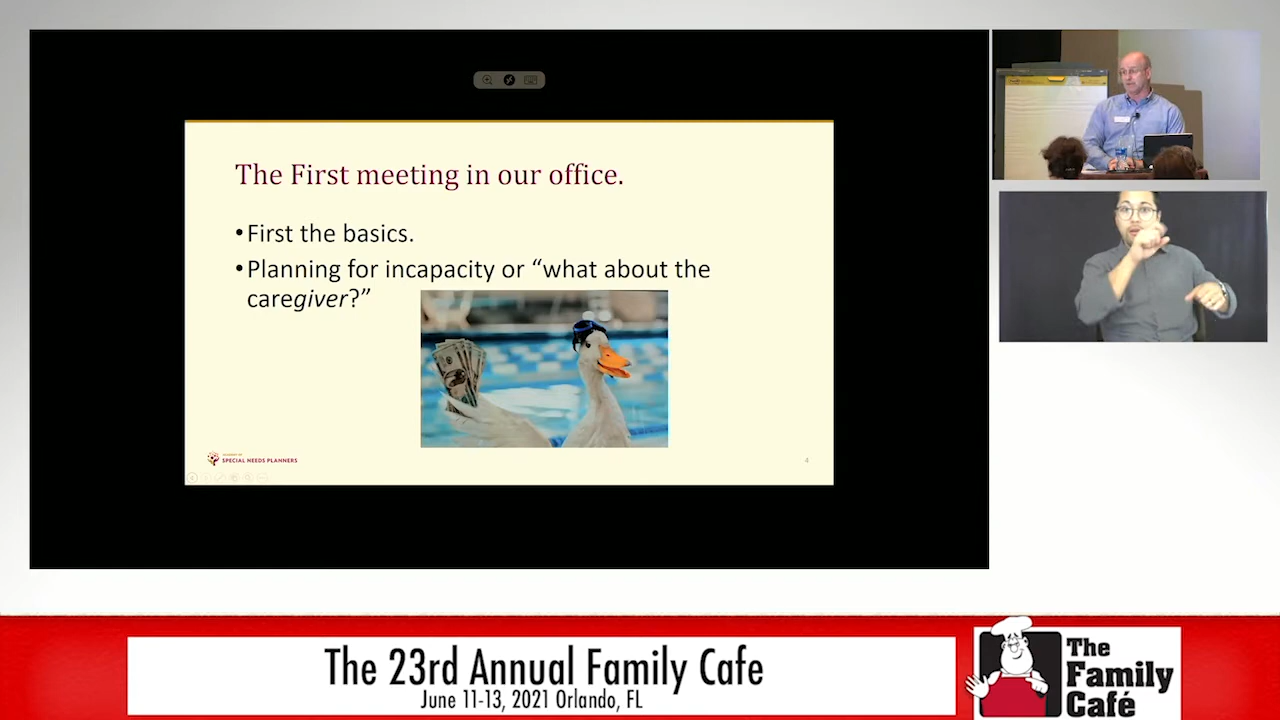 The First meeting in our office.
•First the basics.
•Planning for incapacity or “what about the
caregiver?”
SPECIAL NEEDS PLANNERS
4
The 23rd Annual Family Cafe
June 11-13, 2021 Orlando, FL
The
Family
Café